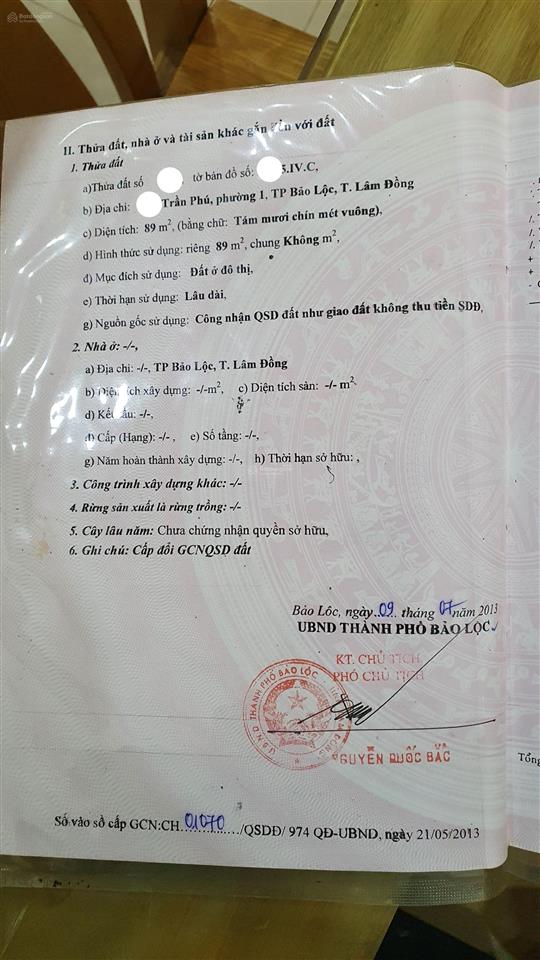 Batdongsan
II. Thửa đất, nhà ở và tài sản khác gắn liền với đất
1. Thửa đất
a)Thửa đất số tờ bản đồ số: 5.IV.C,
b) Địa chỉ: Trần Phú, phường 1, TP Bảo Lộc, T. Lâm Đồng
c) Diện tích: 89 m², (bằng chữ: Tám mươi chín mét vuông),
d) Hình thức sử dụng: riêng 89 m², chung Không m²,
đ) Mục đích sử dụng: Đất ở đô thị,
e) Thời hạn sử dụng: Lâu dài,
g) Nguồn gốc sử dụng: Công nhận QSD đất như giao đất không thu tiền SDĐ,
2. Nhà ở: -/-,
a) Địa chỉ: -/-, TP Bảo Lộc, T. Lâm Đồng
b) Diện tích xây dựng: -/-m², c) Diện tích sàn: -/- m²
d) Kết cấu: -/-,
đ) Cấp (Hạng): -/- , e) Số tầng: -/-,
g) Năm hoàn thành xây dựng: -/-, h) Thời hạn sở hữu: ,
3. Công trình xây dựng khác: -/-
4. Rừng sản xuất là rừng trồng: -/-
5. Cây lâu năm: Chưa chứng nhận quyền sở hữu,
6. Ghi chú: Cấp đổi GCNQSD đất
Bảo Lộc, ngày..09.. tháng 07 năm 2013
UBND THÀNH PHỐ BẢO LỘC
KT. CHỦ TỊCH
PHÓ CHỦ TỊCH
U.B.N.D THÀNH PHỐ BẢO LỘC
NGUYỄN QUỐC BẮC
Số vào sổ cấp GCN:CH..01070..../QSDĐ/ 974 QĐ-UBND, ngày 21/05/2013
Tổng